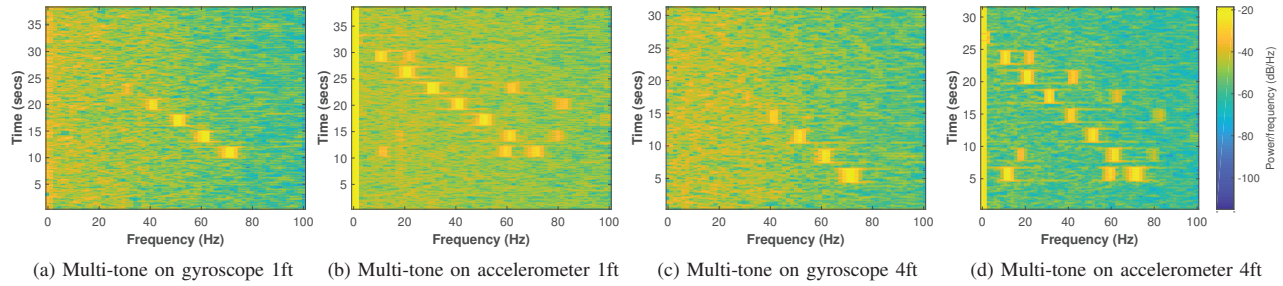 35
30
25
20
15
10
5
0 20 40 60 80 100
Time (secs)
Frequency (Hz)
(a) Multi-tone on gyroscope 1ft
35
30
25
20
15
10
5
0 20 40 60 80 100
Time (secs)
Frequency (Hz)
(b) Multi-tone on accelerometer 1ft
30
25
20
15
10
5
0 20 40 60 80 100
Time (secs)
Frequency (Hz)
(c) Multi-tone on gyroscope 4ft
30
25
20
15
10
5
0 20 40 60 80 100
Time (secs)
Frequency (Hz)
(d) Multi-tone on accelerometer 4ft
-20
-40
-60
-80
-100
Power/frequency (dB/Hz)